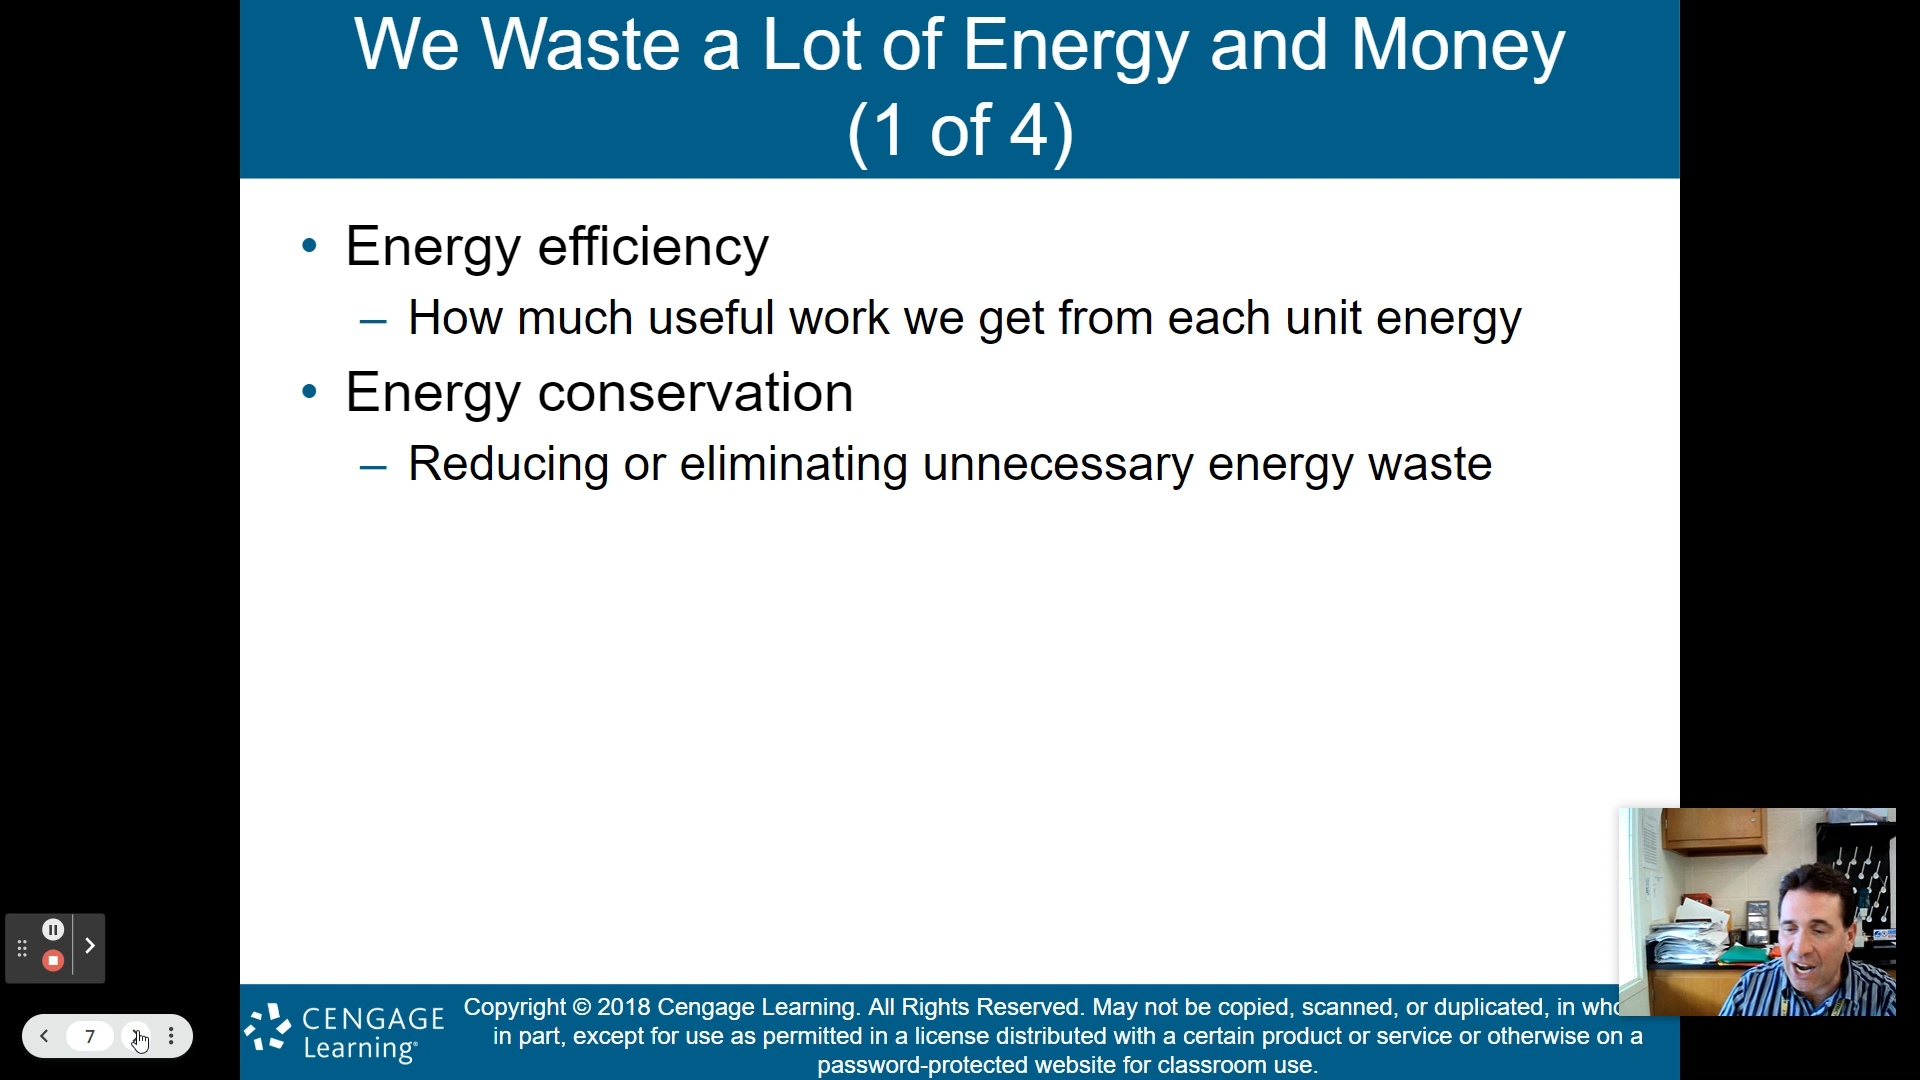 We Waste a Lot of Energy and Money
(1 of 4)
• Energy efficiency
– How much useful work we get from each unit energy
• Energy conservation
– Reducing or eliminating unnecessary energy waste
CENGAGE
Learning
Copyright © 2018 Cengage Learning. All Rights Reserved. May not be copied, scanned, or duplicated, in
in part, except for use as permitted in a license distributed with a certain product or service or otherwise on a
password-protected website for classroom use.
7